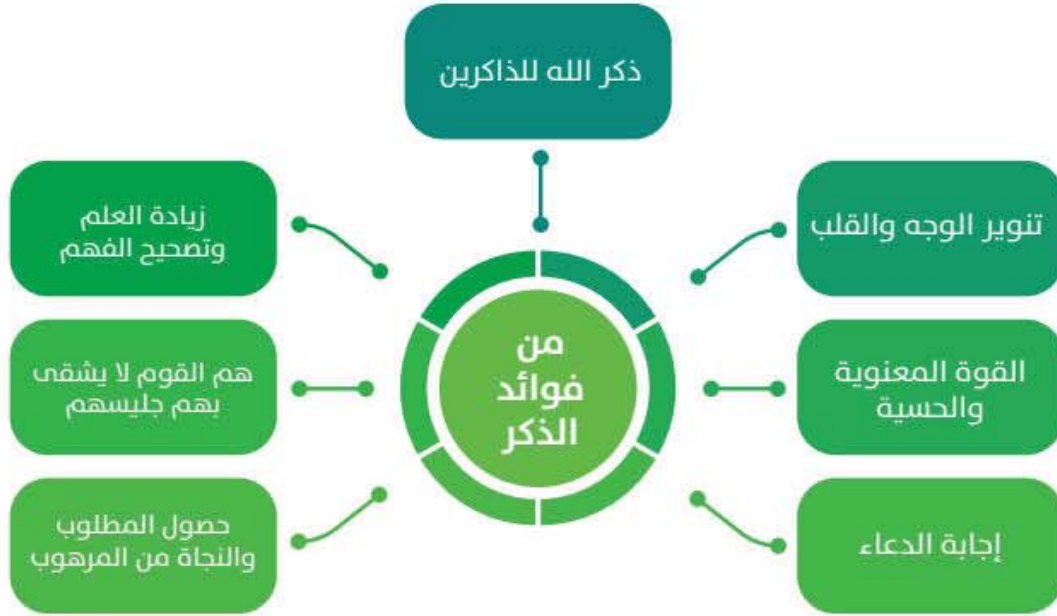 ذكر الله للذاكرين
تنوير الوجه والقلب
القوة المعنوية
والحسية
إجابة الدعاء
من
فوائد
الذكر
زيادة العلم
وتصحيح الفهم
هم القوم لا يشقى
بهم جليسهم
حصول المطلوب
والنجاة من المرهوب